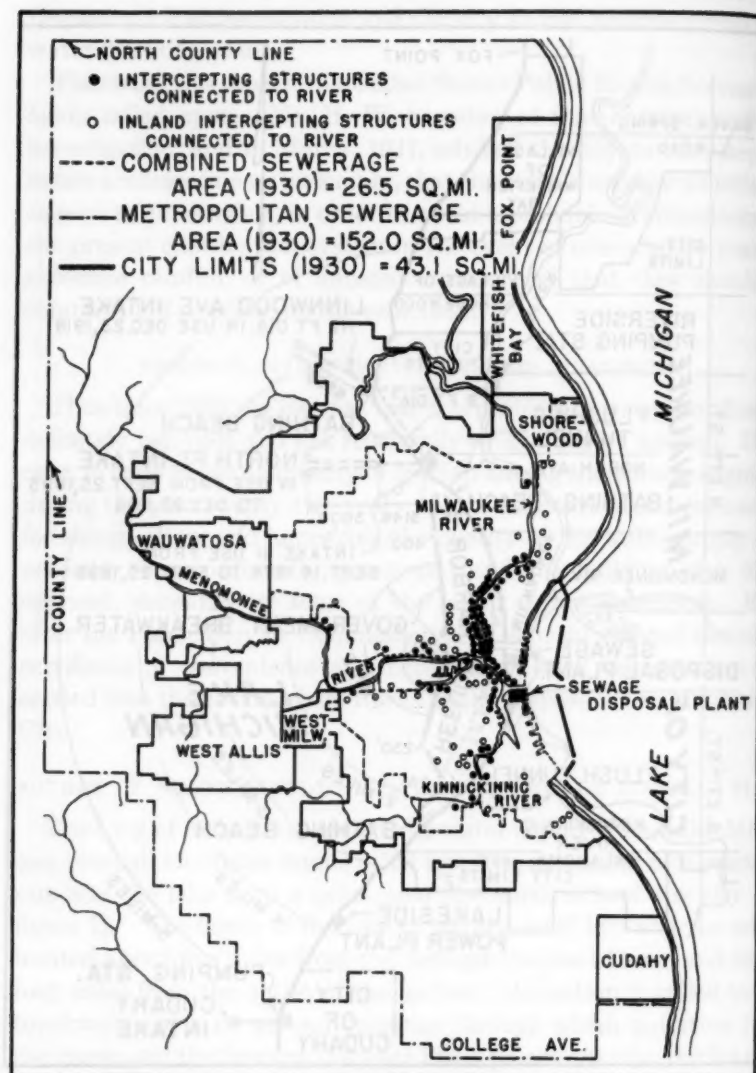 NORTH COUNTY LINE
INTERCEPTING STRUCTURES
CONNECTED TO RIVER
INLAND INTERCEPTING STRUCTURES
CONNECTED TO RIVER
COMBINED SEWERAGE
AREA (1930) = 26.5 SQ.MI.
METROPOLITAN SEWERAGE
AREA (1930) = 152.0 SQ.MI.
CITY LIMITS (1930) = 43.1 SQ.MI.
FOX POINT
WHITEFISH
BAY
MICHIGAN
SHORE-
WOOD
MILWAUKEE
RIVER
COUNTY LINE
WAUWATOSA
MENOMONEE
RIVER
SEWAGE
DISPOSAL PLANT
WEST
MILW.
WEST ALLIS
KINNICKINNIC
RIVER
LAKE
CUDAHY
COLLEGE AVE.